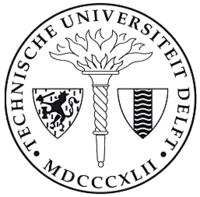 · TECHNISCHE UNIVERSITEIT DELFT ·
MDCCCXLII